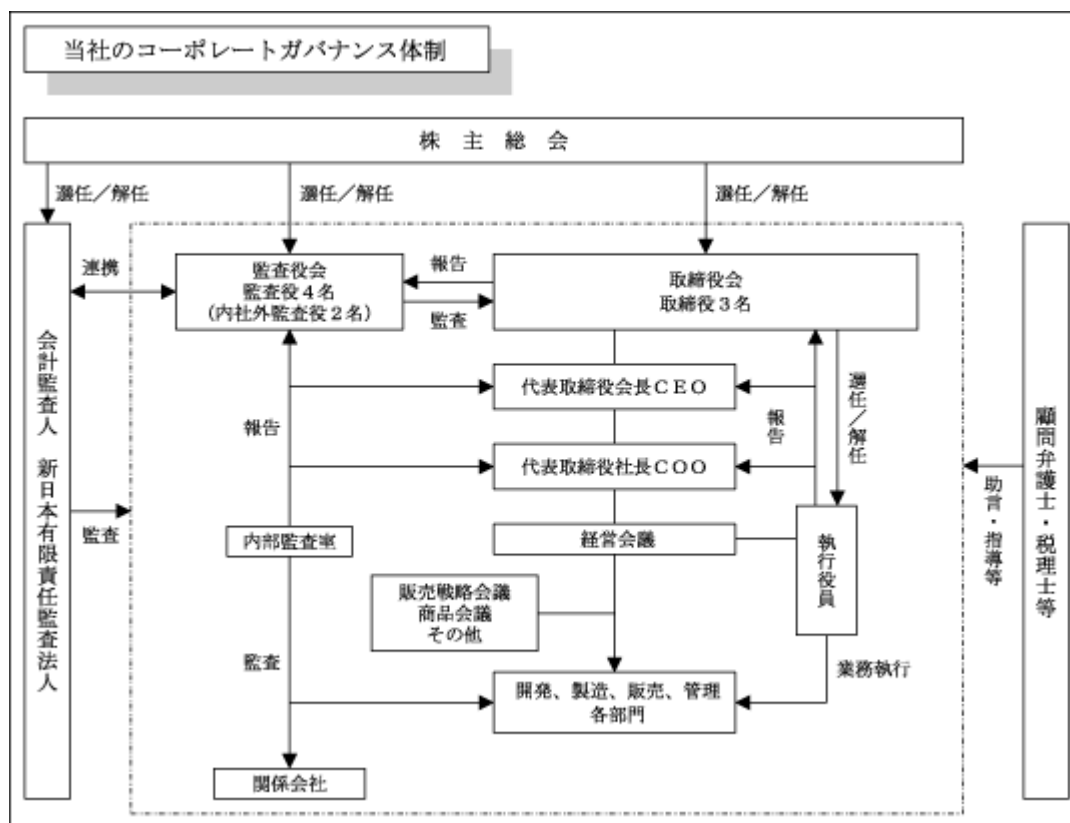 当社のコーポレートガバナンス体制
株主総会
選任／解任
選任／解任
選任／解任
会計監査人 新日本有限責任監査法人
連携
監査役会
監査役４名
（内社外監査役２名）
報告
監査
取締役会
取締役３名
代表取締役会長ＣＥＯ
選任／解任
報告
報告
代表取締役社長ＣＯＯ
監査
内部監査室
経営会議
執行役員
助言・指導等
顧問弁護士・税理士等
販売戦略会議
商品会議
その他
監査
業務執行
開発、製造、販売、管理
各部門
関係会社